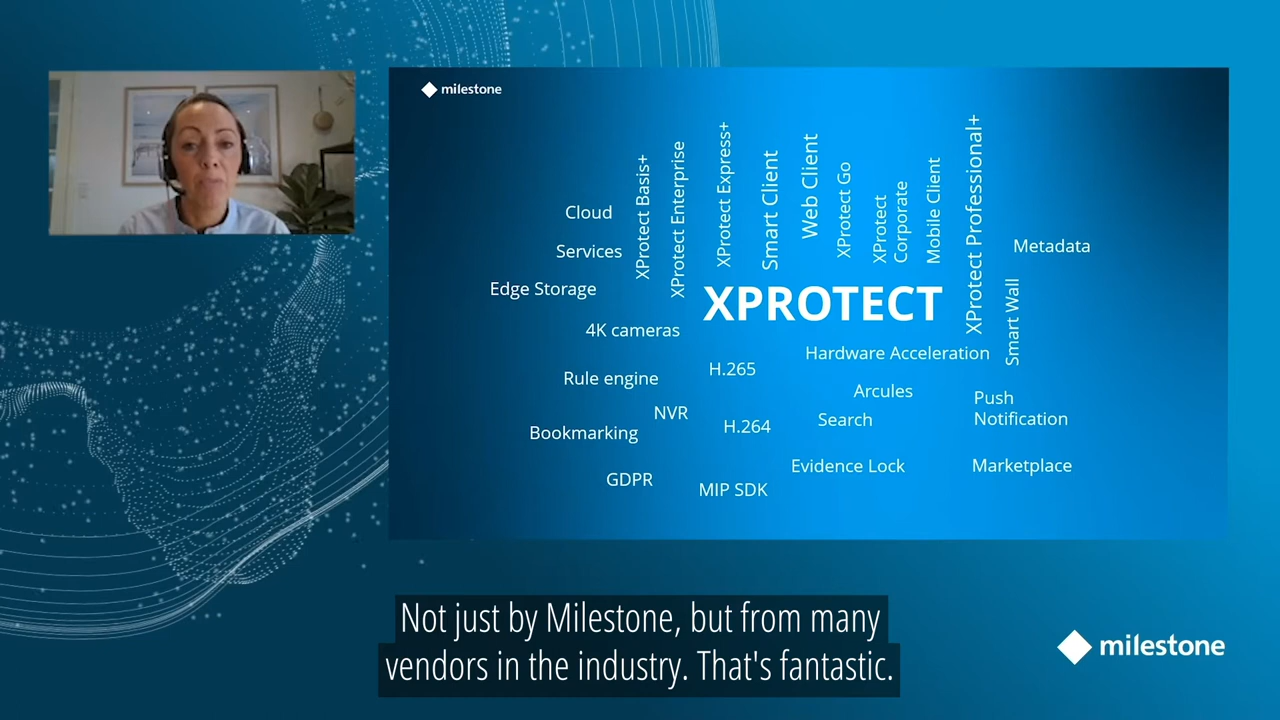 milestone
XProtect Basis+
XProtect Enterprise
XProtect Express+
Smart Client
Web Client
XProtect Go
XProtect
Corporate
Mobile Client
XProtect Professional+
Cloud
Services
Metadata
Edge Storage
XPROTECT
Smart Wall
4K cameras
Hardware Acceleration
H.265
Rule engine
Arcules
Push
Notification
NVR
Search
H.264
Bookmarking
Evidence Lock
Marketplace
GDPR
MIP SDK
Not just by Milestone, but from many
vendors in the industry. That's fantastic.
milestone